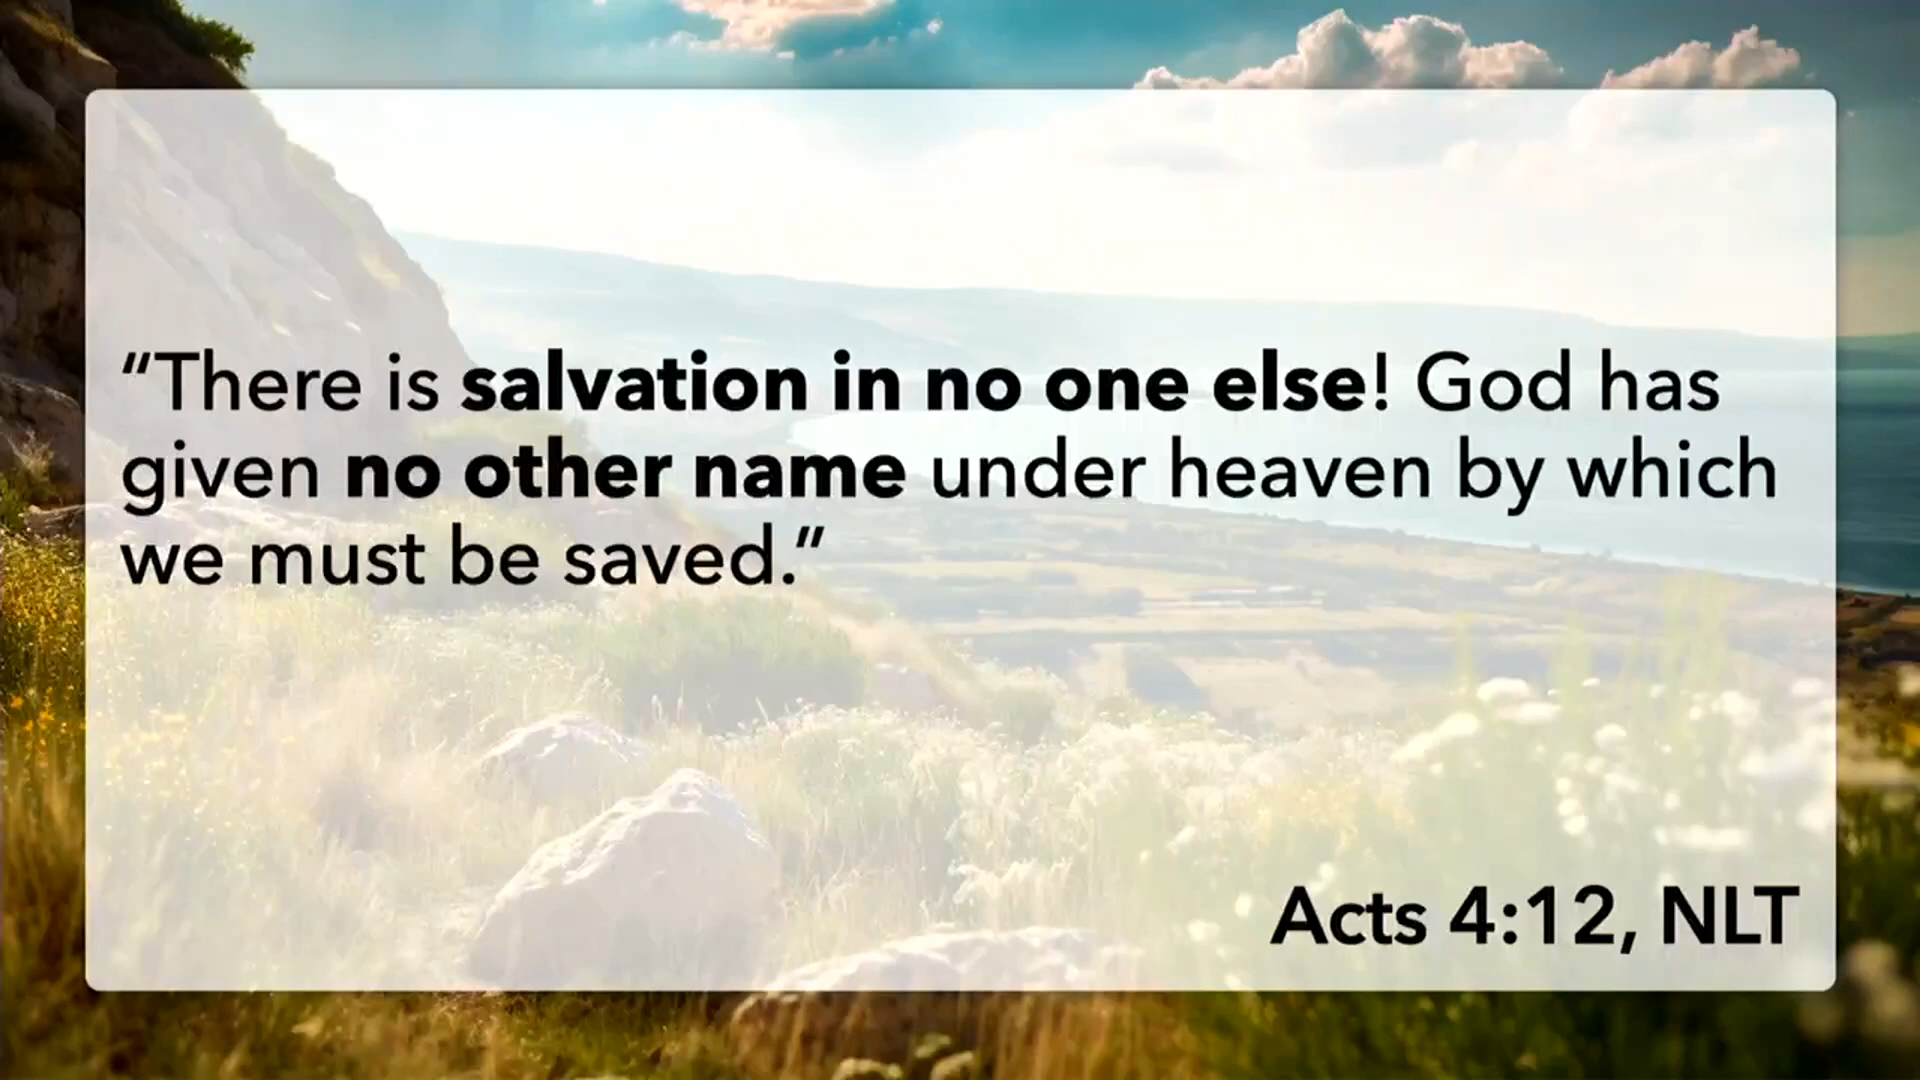 “There is salvation in no one else! God has
given no other name under heaven by which
we must be saved.”
Acts 4:12, NLT